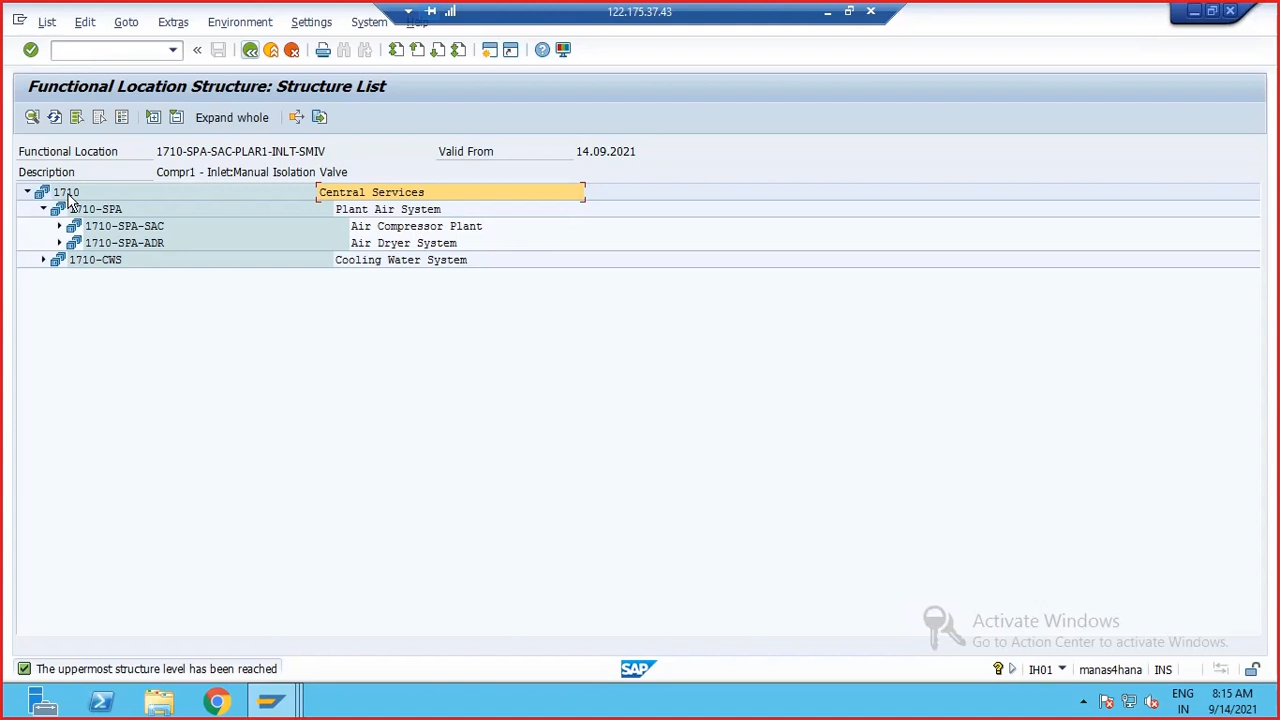 122.175.37.43
List Edit Goto Extras Environment Settings System Help
Functional Location Structure: Structure List
Expand whole
Functional Location 1710-SPA-SAC-PLAR1-INLT-SMIV Valid From 14.09.2021
Description Compr1 - Inlet:Manual Isolation Valve
1710 Central Services
1710-SPA Plant Air System
1710-SPA-SAC Air Compressor Plant
1710-SPA-ADR Air Dryer System
1710-CWS Cooling Water System
Activate Windows
Go to Action Center to activate Windows.
The uppermost structure level has been reached SAP IH01 manas4hana INS
ENG 8:15 AM
IN 9/14/2021